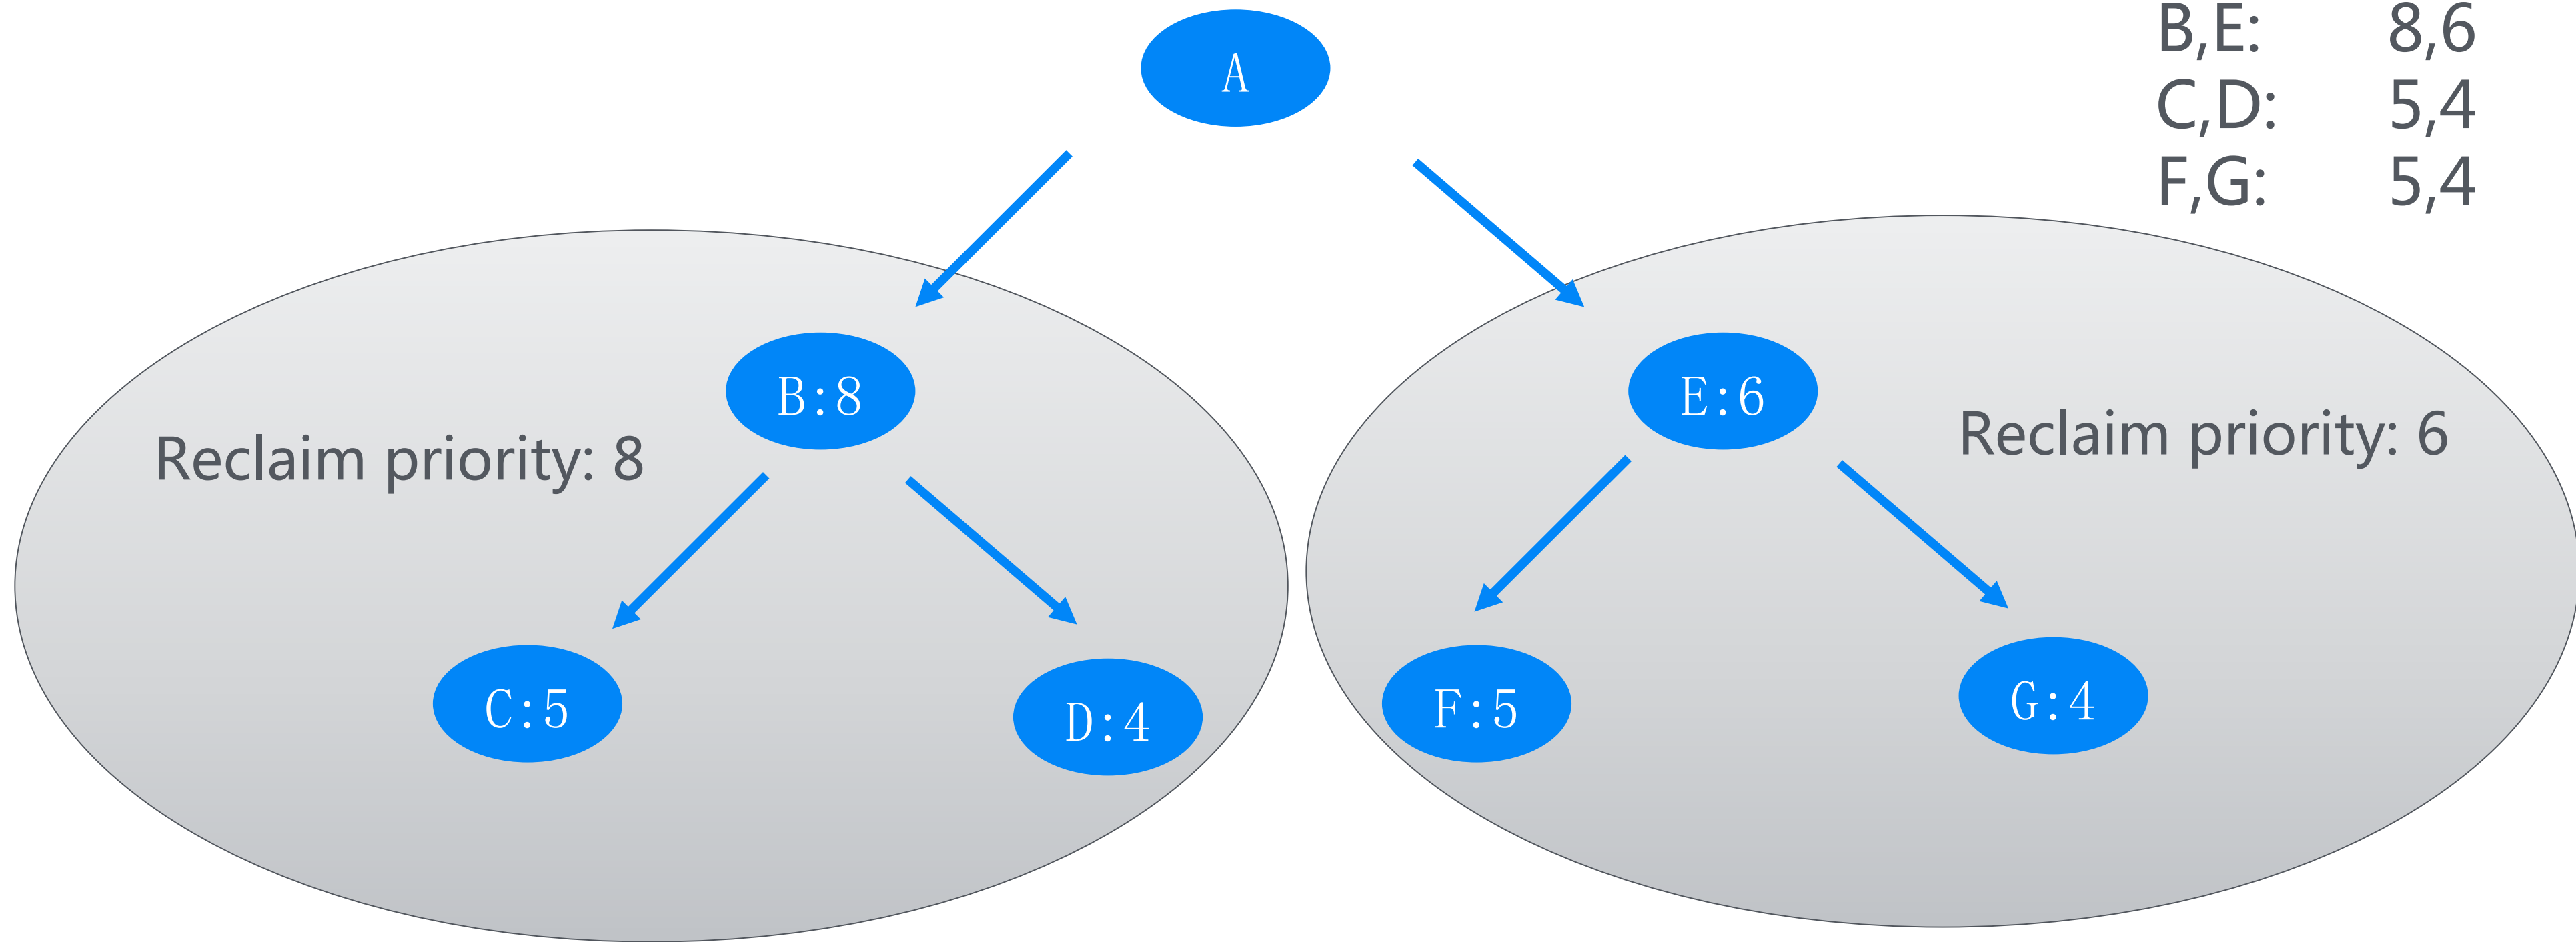 B,E: 8,6
C,D: 5,4
F,G: 5,4
A
B:8
E:6
Reclaim priority: 8
Reclaim priority: 6
C:5
D:4
F:5
G:4